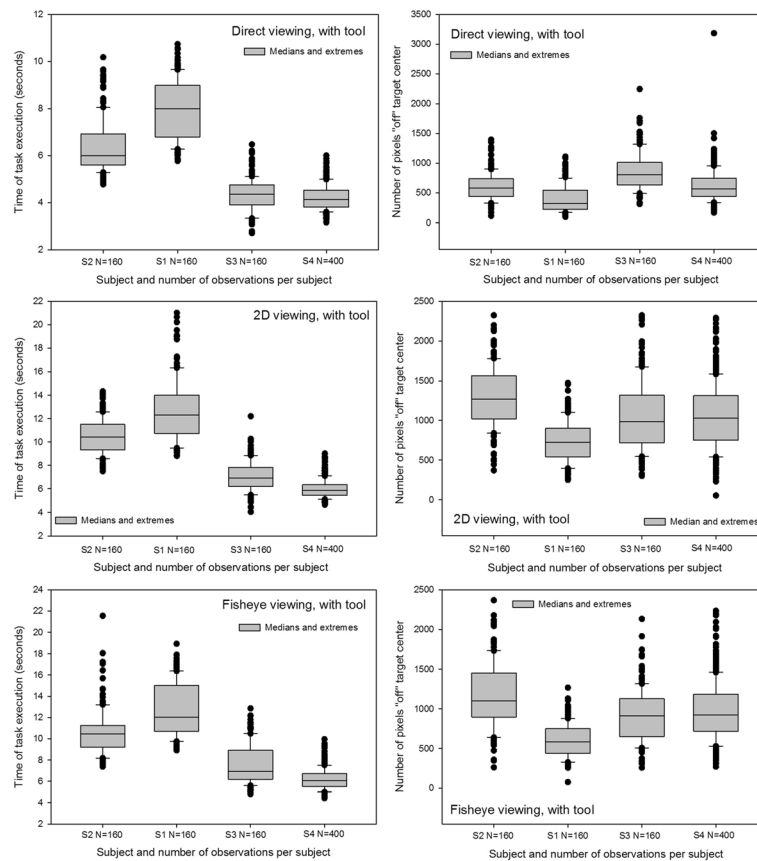 Direct viewing, with tool
Medians and extremes
Time of task execution (seconds)
12
10
8
6
4
2
S2 N=160 S1 N=160 S3 N=160 S4 N=400
Subject and number of observations per subject
Direct viewing, with tool
Medians and extremes
Number of pixels "off" target center
3500
3000
2500
2000
1500
1000
500
0
S2 N=160 S1 N=160 S3 N=160 S4 N=400
Subject and number of observations per subject
2D viewing, with tool
Time of task execution (seconds)
22
20
18
16
14
12
10
8
6
4
2
Medians and extremes
S2 N=160 S1 N=160 S3 N=160 S4 N=400
Subject and number of observations per subject
Number of pixels "off" target center
2500
2000
1500
1000
500
0
2D viewing, with tool
Median and extremes
S2 N=160 S1 N=160 S3 N=160 S4 N=400
Subject and number of observations per subject
Fisheye viewing, with tool
Medians and extremes
Time of task execution (seconds)
24
22
20
18
16
14
12
10
8
6
4
2
S2 N=160 S1 N=160 S3 N=160 S4 N=400
Subject and number of observations per subject
Medians and extremes
Number of pixels "off" target center
2500
2000
1500
1000
500
0
Fisheye viewing, with tool
S2 N=160 S1 N=160 S3 N=160 S4 N=400
Subject and number of observations per subject